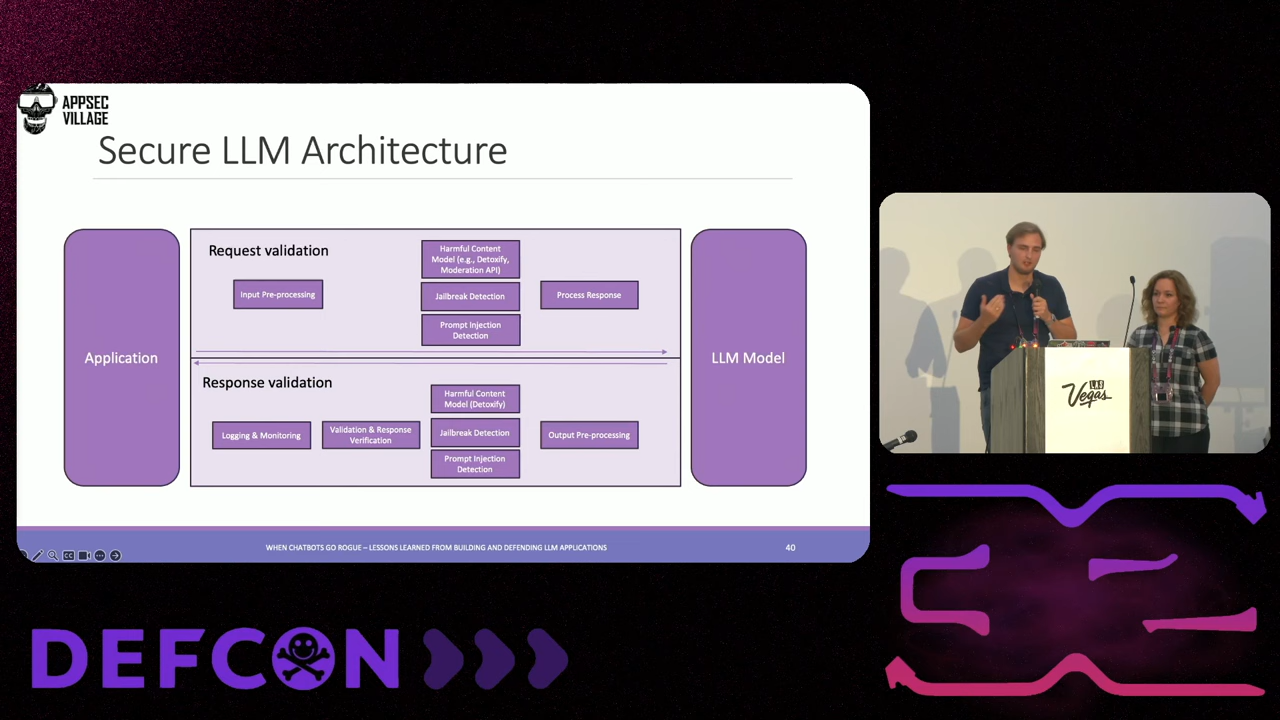 APPSEC
VILLAGE
Secure LLM Architecture
Application
Request validation
Input Pre-processing
Harmful Content
Model (e.g., Detoxify,
Moderation API)
Jailbreak Detection
Prompt Injection
Detection
Process Response
Response validation
Logging & Monitoring
Validation & Response
Verification
Harmful Content
Model (Detoxify)
Jailbreak Detection
Prompt Injection
Detection
Output Pre-processing
LLM Model
WHEN CHATBOTS GO ROGUE – LESSONS LEARNED FROM BUILDING AND DEFENDING LLM APPLICATIONS
40
LAS
Vegas
DEFCON